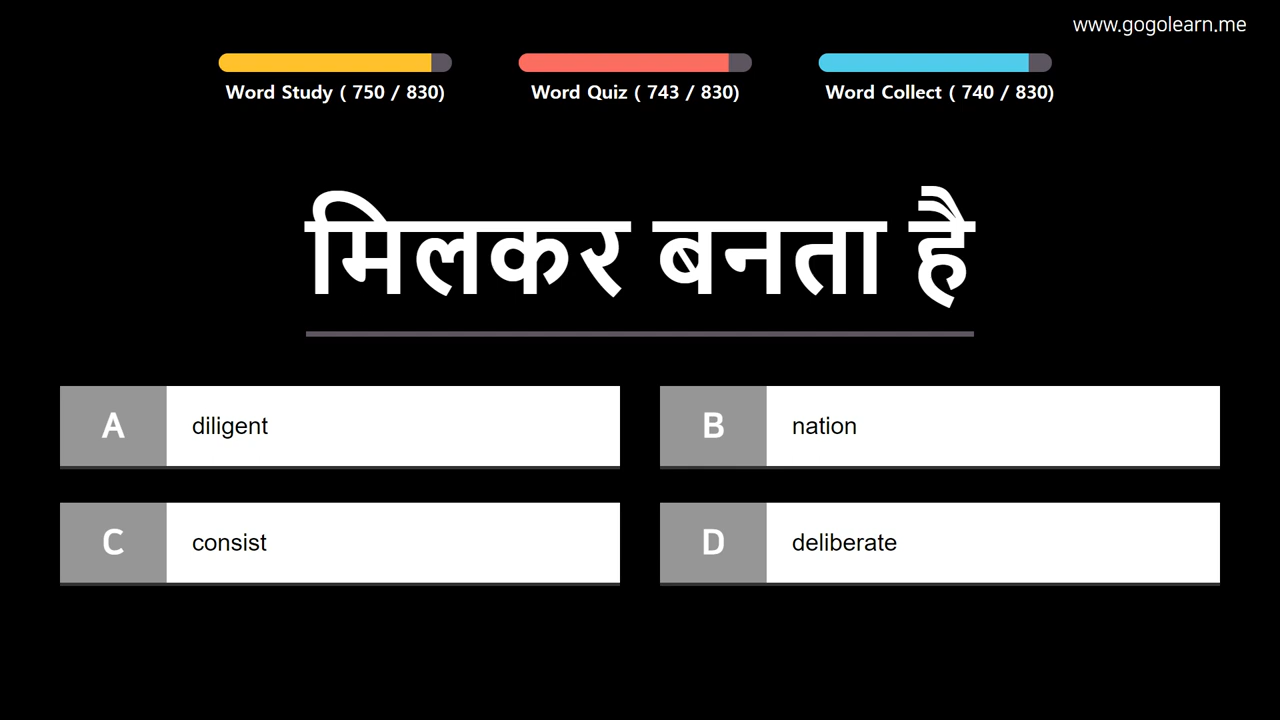 www.gogolearn.me
Word Study ( 750 / 830)
Word Quiz ( 743 / 830)
Word Collect ( 740 / 830)
मिलकर बनता है
A diligent
B nation
C consist
D deliberate